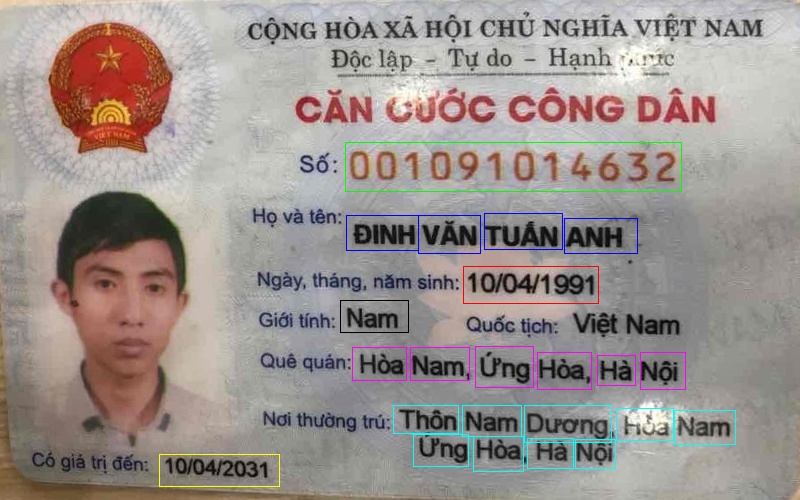 CỘNG HÒA XÃ HỘI CHỦ NGHĨA VIỆT NAM
Độc lập - Tự do - Hạnh phúc
CĂN CƯỚC CÔNG DÂN
Số: 001091014632
Họ và tên: ĐINH VĂN TUẤN ANH
Ngày, tháng, năm sinh: 10/04/1991
Giới tính: Nam Quốc tịch: Việt Nam
Quê quán: Hòa Nam, Ứng Hòa, Hà Nội
Nơi thường trú: Thôn Nam Dương, Hòa Nam
Ứng Hòa, Hà Nội
Có giá trị đến: 10/04/2031
VIỆT NAM